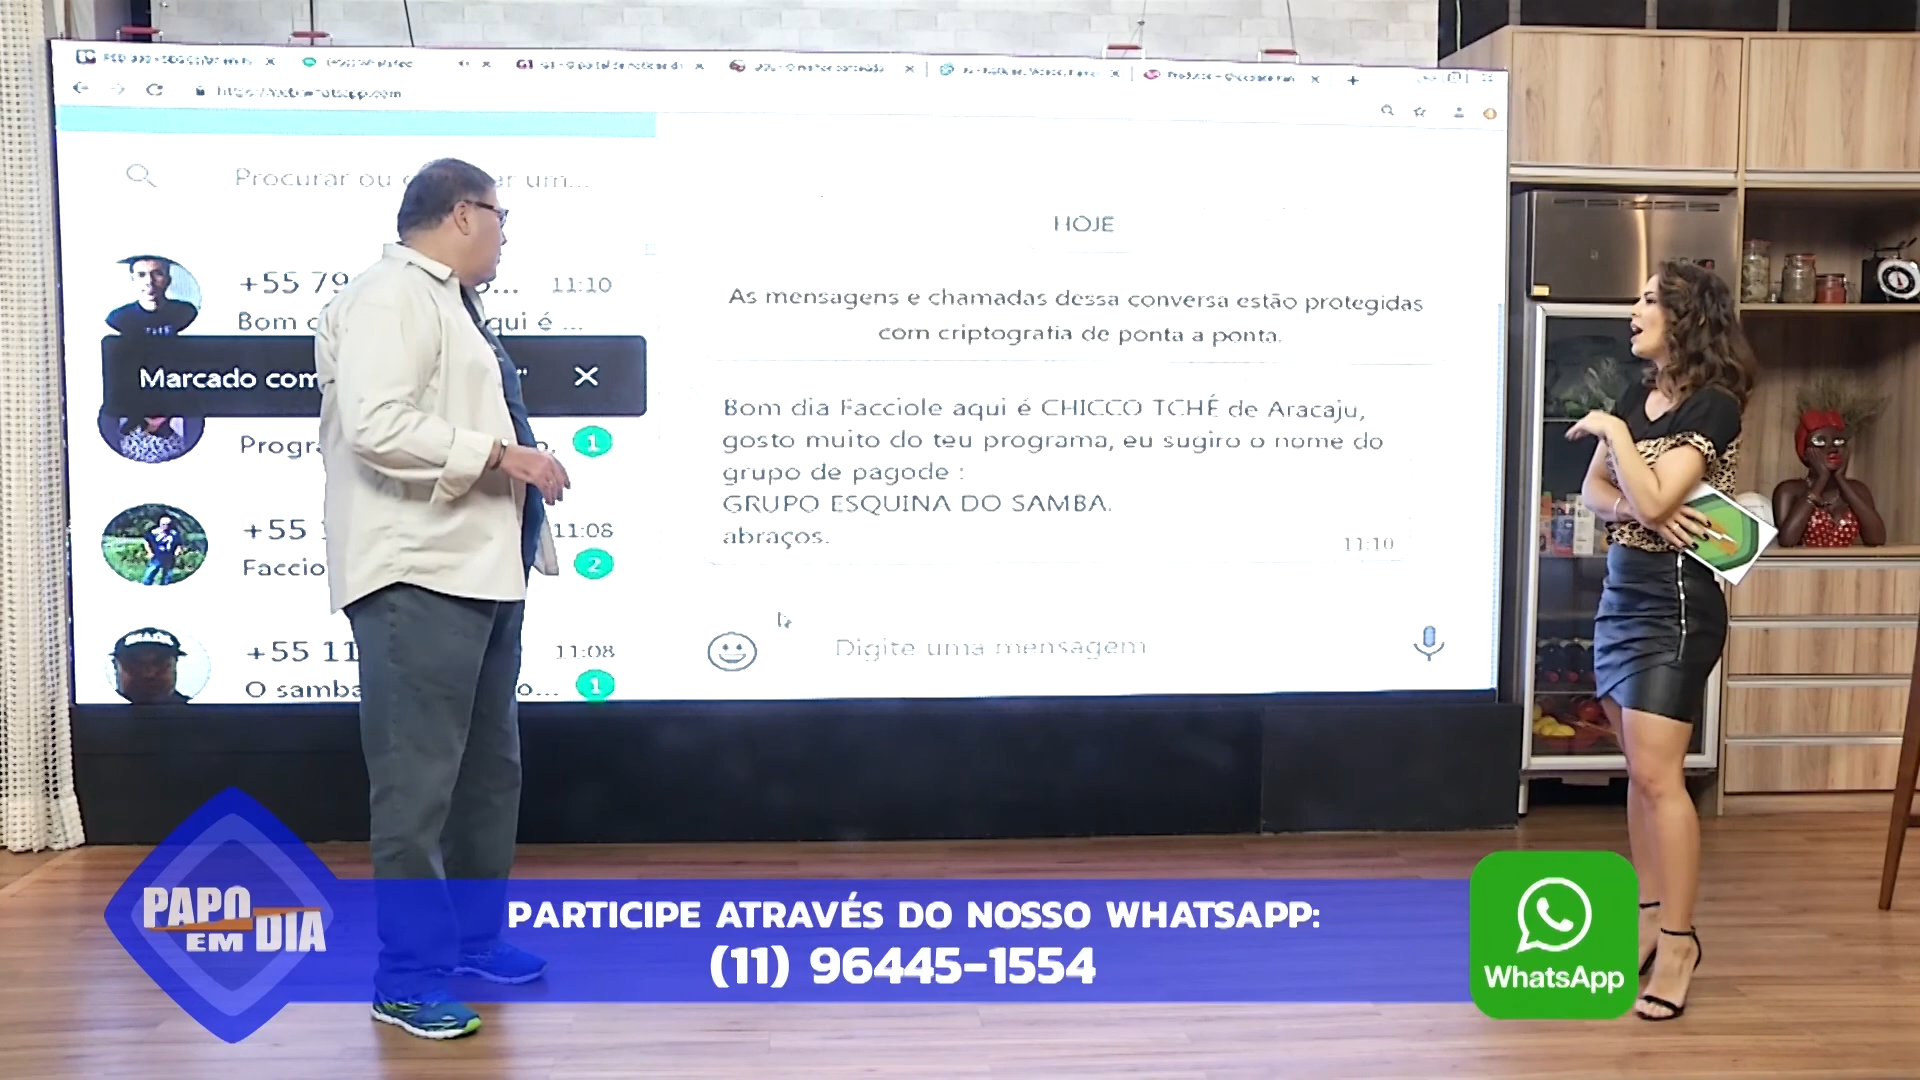 Procurar ou
HOJE
+55 79
11:10
Bom
qui é ...
As mensagens e chamadas dessa conversa estão protegidas
com criptografia de ponta a ponta.
Marcado com
Bom dia Facciole aqui é CHICCO TCHÉ de Aracaju,
gosto muito do teu programa, eu sugiro o nome do
grupo de pagode :
GRUPO ESQUINA DO SAMBA.
abraços.
11:10
1
+55
11:08
Faccio
2
+55 11
11:08
O samba
1
Digite uma mensagem
PAPO
EM DIA
PARTICIPE ATRAVÉS DO NOSSO WHATSAPP:
(11) 96445-1554
WhatsApp